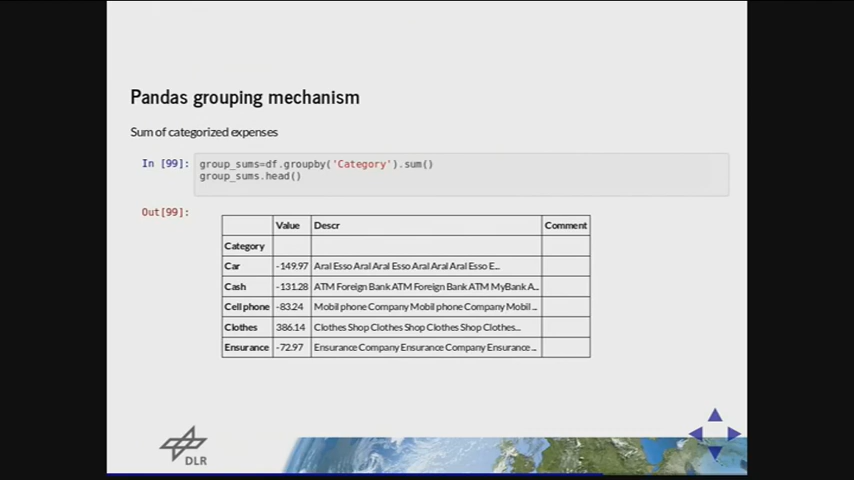 Pandas grouping mechanism
Sum of categorized expenses
In [99]: group_sums=df.groupby('Category').sum()
group_sums.head()
Out[99]:
Value Descr Comment
Category
Car -149.97 Aral Esso Aral Aral Esso Aral Aral Aral Esso E...
Cash -131.28 ATM Foreign Bank ATM Foreign Bank ATM MyBank A...
Cell phone -83.24 Mobil phone Company Mobil phone Company Mobil ...
Clothes 386.14 Clothes Shop Clothes Shop Clothes Shop Clothes...
Ensurance -72.97 Ensurance Company Ensurance Company Ensurance ...
DLR